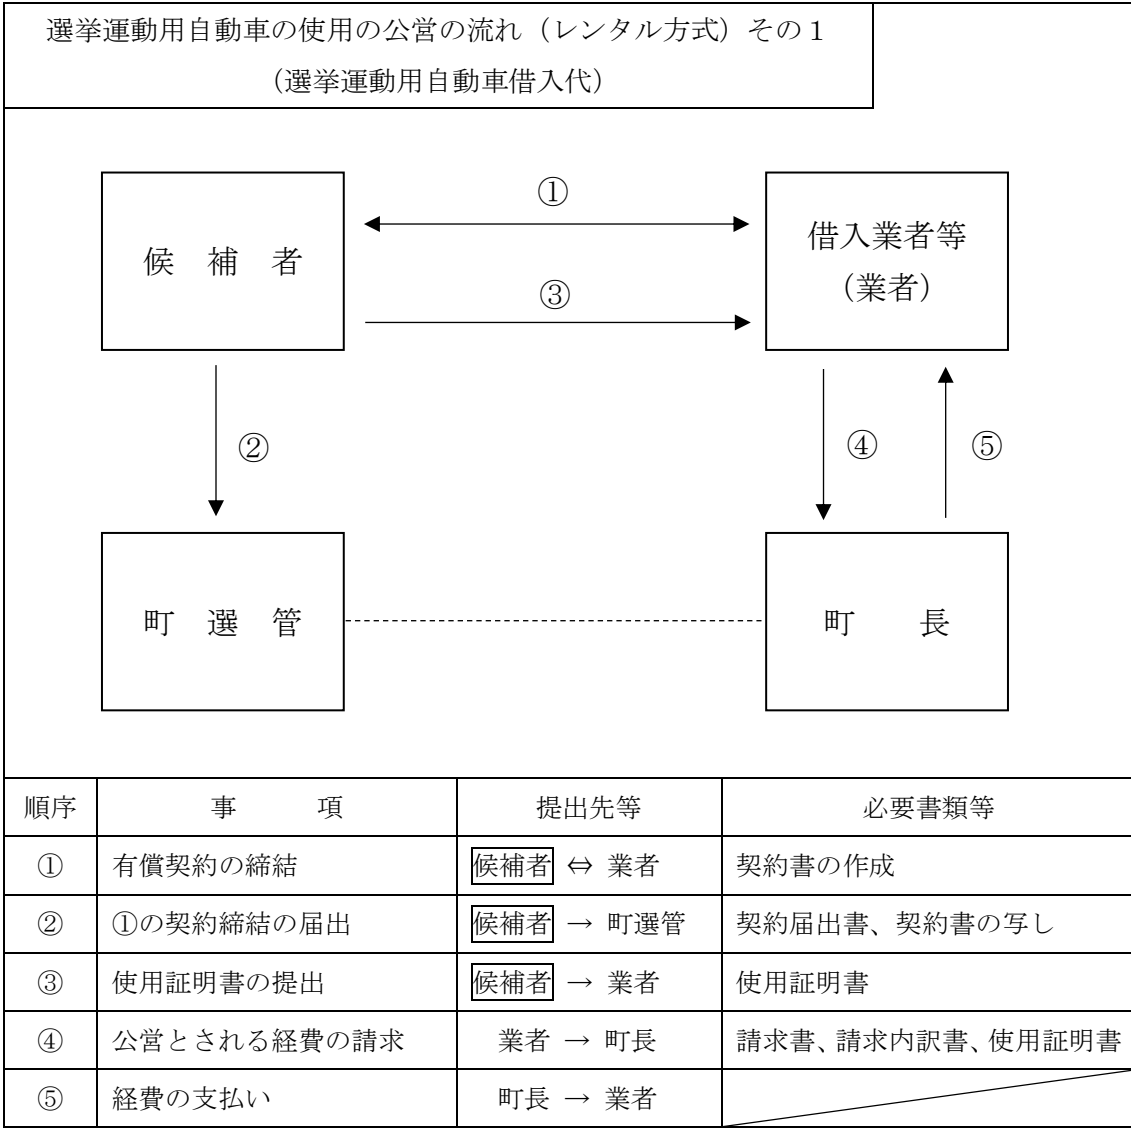 選挙運動用自動車の使用の公営の流れ（レンタル方式）その１
（選挙運動用自動車借入代）
①
候　補　者
借入業者等
（業者）
③
②
④
⑤
町　選　管
町　　長
順序　事　　　項　提出先等　必要書類等
①　有償契約の締結　候補者 ⇔ 業者　契約書の作成
②　①の契約締結の届出　候補者 → 町選管　契約届出書、契約書の写し
③　使用証明書の提出　候補者 → 業者　使用証明書
④　公営とされる経費の請求　業者 → 町長　請求書、請求内訳書、使用証明書
⑤　経費の支払い　町長 → 業者